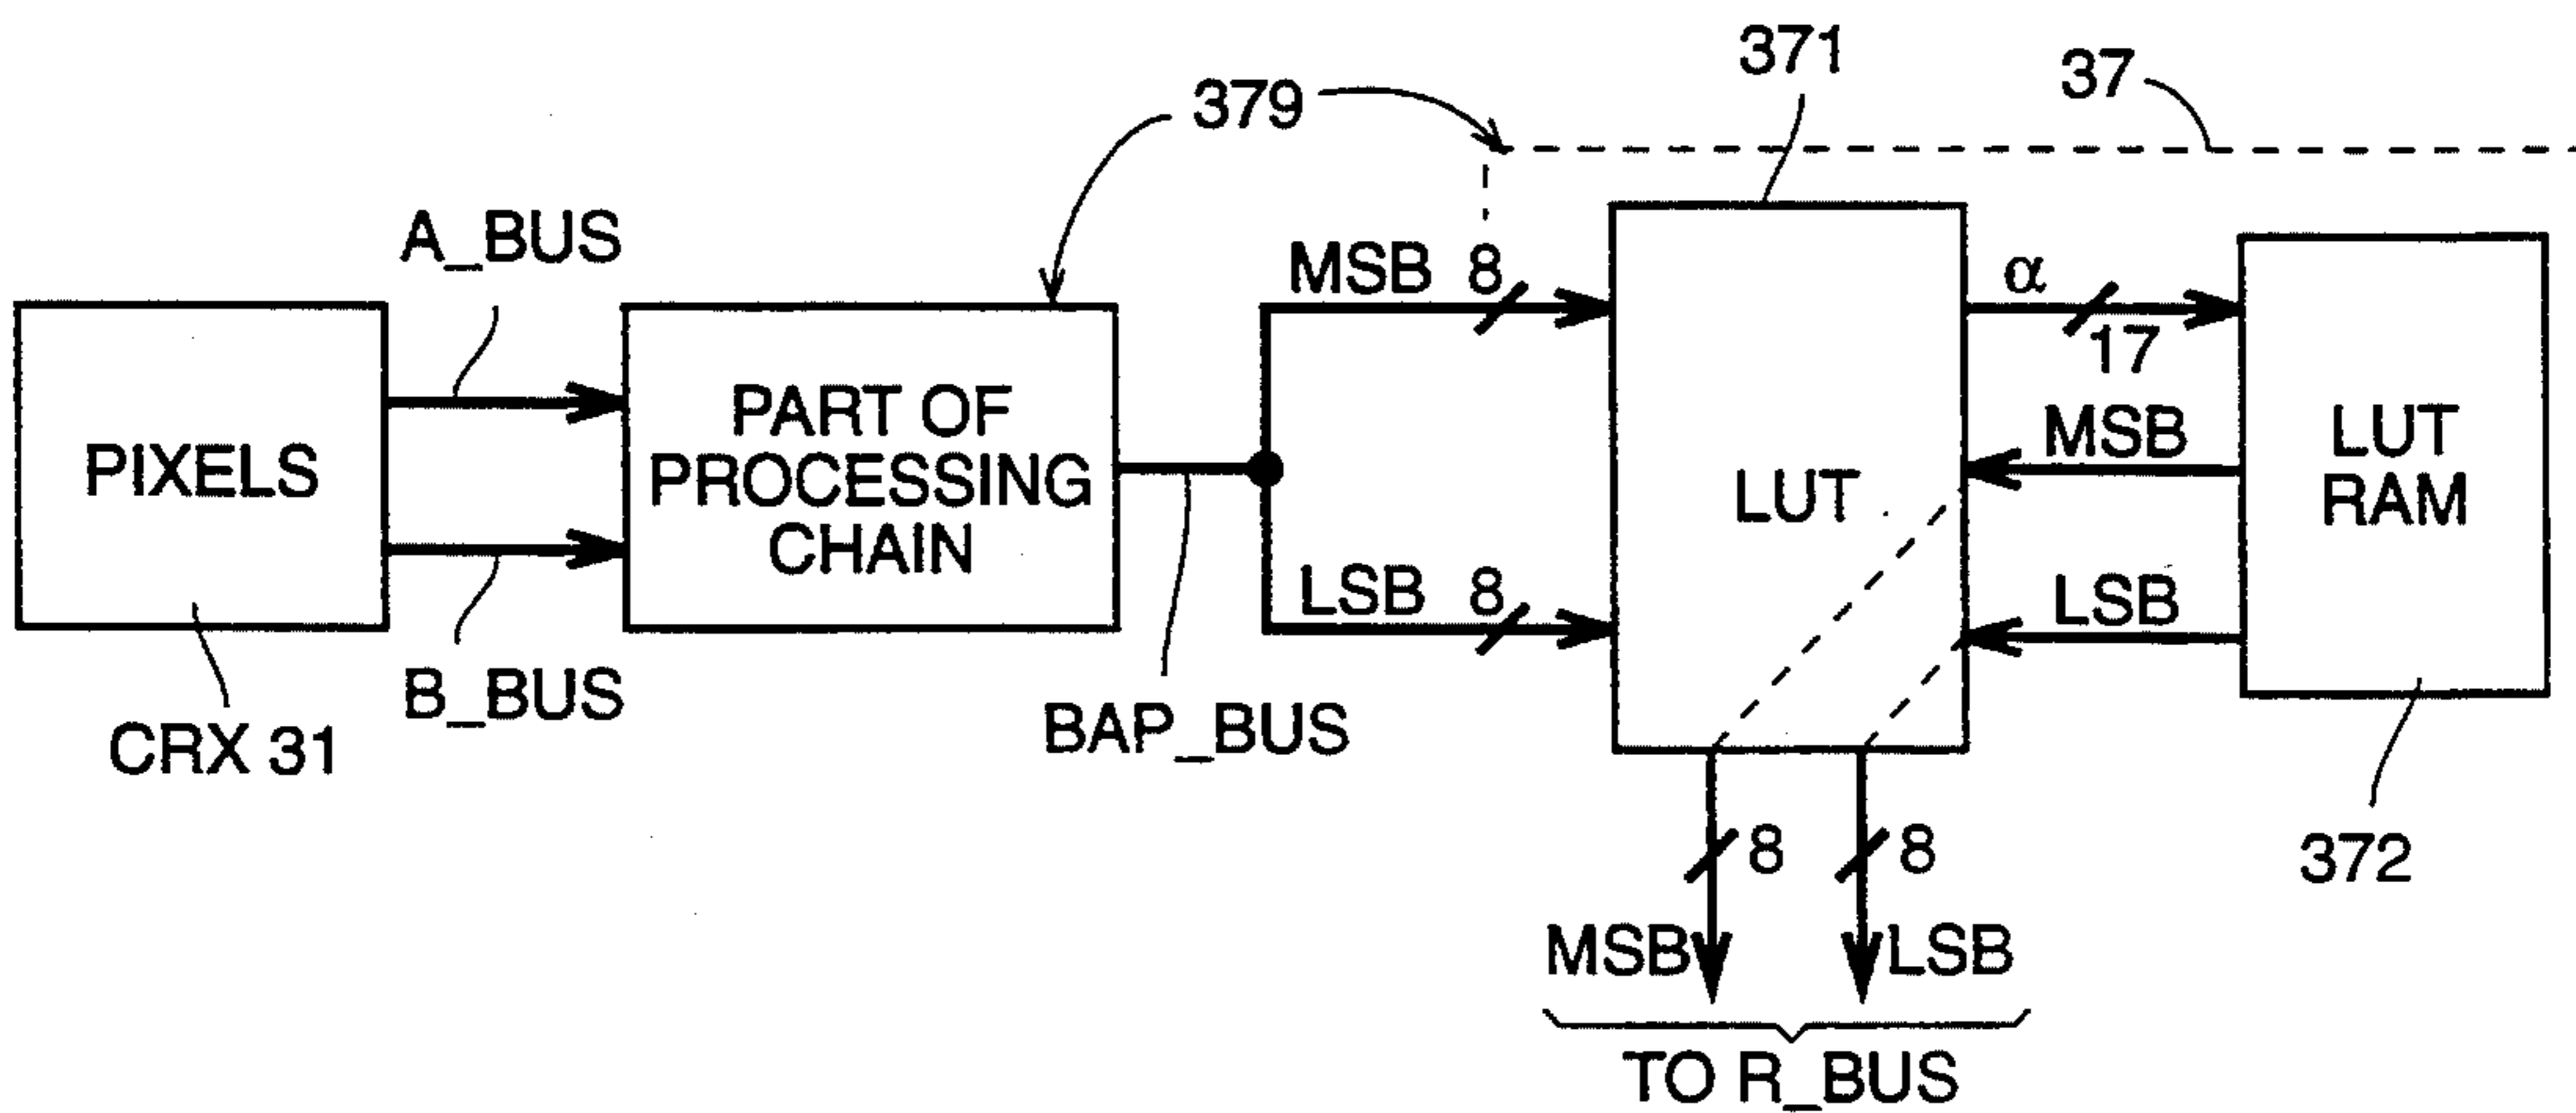 371
37
379
A_BUS
MSB 8
α
17
PIXELS
PART OF
PROCESSING
CHAIN
LUT
MSB
LUT
RAM
LSB 8
LSB
B_BUS
CRX 31
BAP_BUS
8
8
372
MSB
LSB
TO R_BUS